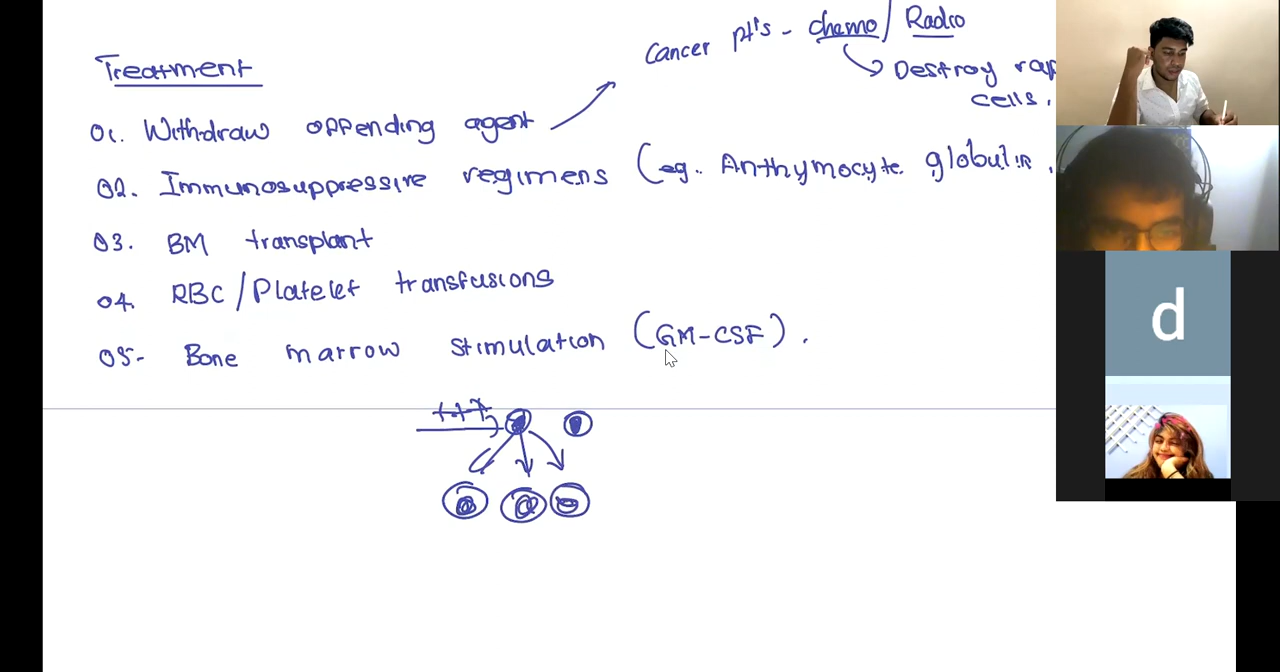 Cancer pt's - chemo/ Radio
Destroy rap
cells.
Treatment
01. Withdraw offending agent
02. Immunosuppressive regimens (eg.. Anthymocyte globulin.
03. BM transplant
04. RBC/Platelet transfusions
05- Bone marrow stimulation (GM-CSF).
+++
d